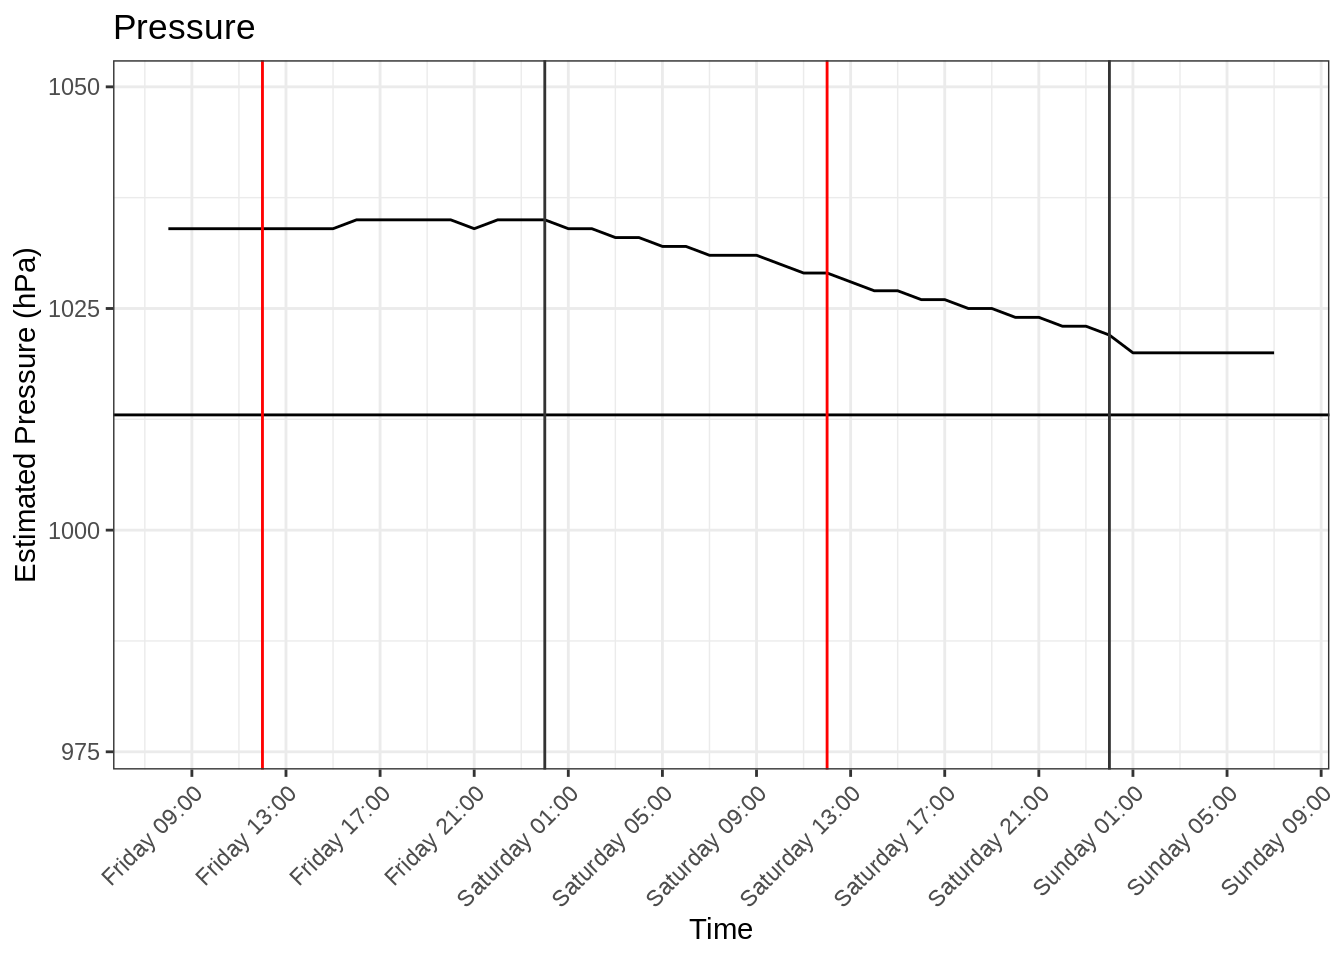 Pressure
Estimated Pressure (hPa)
1050
1025
1000
975
Friday 09:00
Friday 13:00
Friday 17:00
Friday 21:00
Saturday 01:00
Saturday 05:00
Saturday 09:00
Saturday 13:00
Saturday 17:00
Saturday 21:00
Sunday 01:00
Sunday 05:00
Sunday 09:00
Time